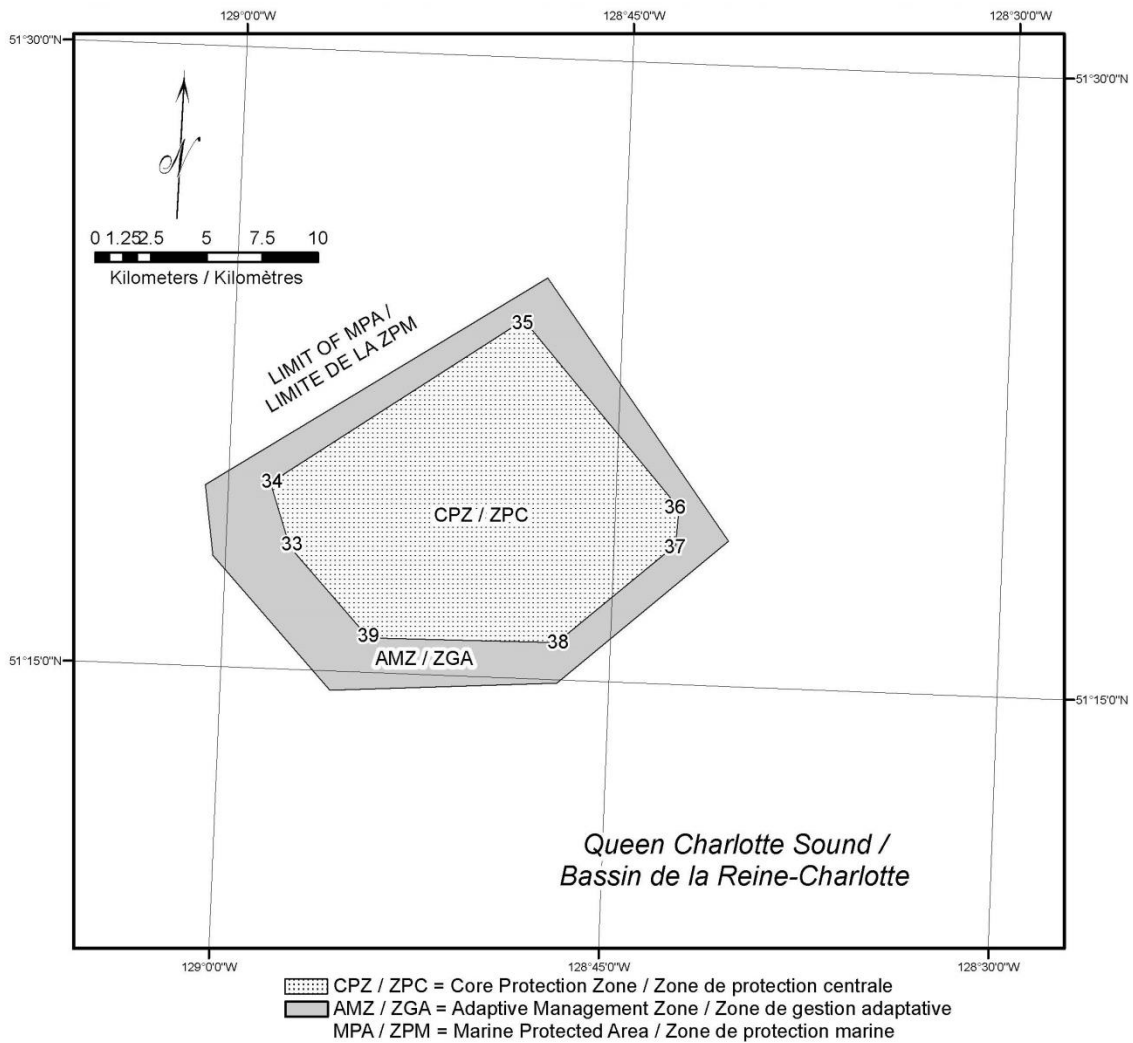 129°0'0"W 128°45'0"W 128°30'0"W
51°30'0"N
51°30'0"N
N
0 1.25 2.5 5 7.5 10
Kilometers / Kilomètres
LIMIT OF MPA /
LIMITE DE LA ZPM
35
34
36
CPZ / ZPC
33
37
39
38
AMZ / ZGA
51°15'0"N
51°15'0"N
Queen Charlotte Sound /
Bassin de la Reine-Charlotte
129°0'0"W 128°45'0"W 128°30'0"W
CPZ / ZPC = Core Protection Zone / Zone de protection centrale
AMZ / ZGA = Adaptive Management Zone / Zone de gestion adaptative
MPA / ZPM = Marine Protected Area / Zone de protection marine